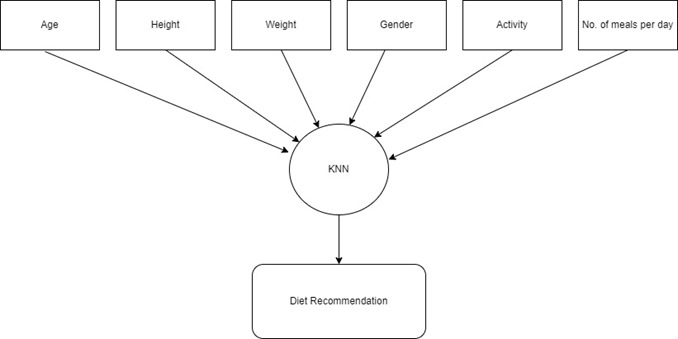 Age
Height
Weight
Gender
Activity
No. of meals per day
KNN
Diet Recommendation